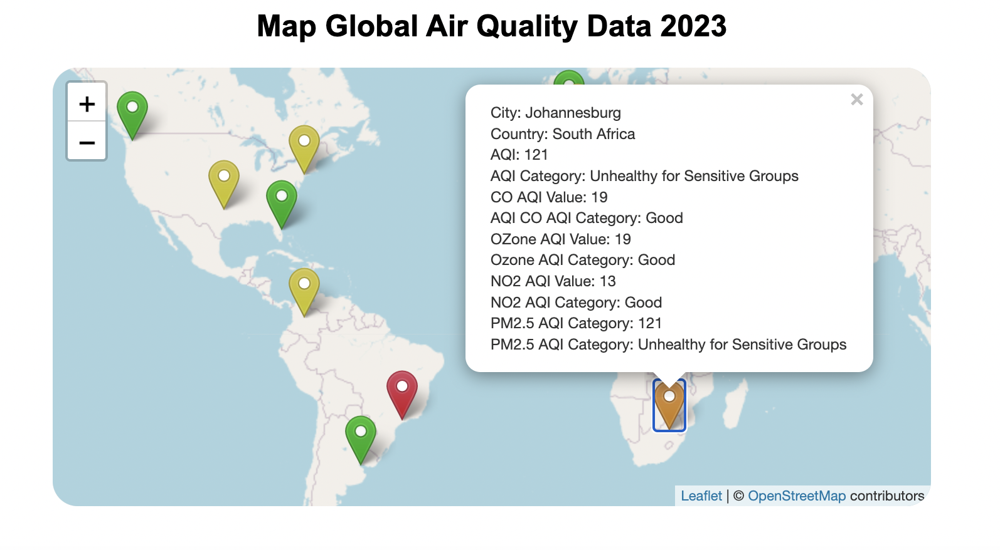 Map Global Air Quality Data 2023
+
−
×
City: Johannesburg
Country: South Africa
AQI: 121
AQI Category: Unhealthy for Sensitive Groups
CO AQI Value: 19
AQI CO AQI Category: Good
OZone AQI Value: 19
Ozone AQI Category: Good
NO2 AQI Value: 13
NO2 AQI Category: Good
PM2.5 AQI Category: 121
PM2.5 AQI Category: Unhealthy for Sensitive Groups
Leaflet | © OpenStreetMap contributors